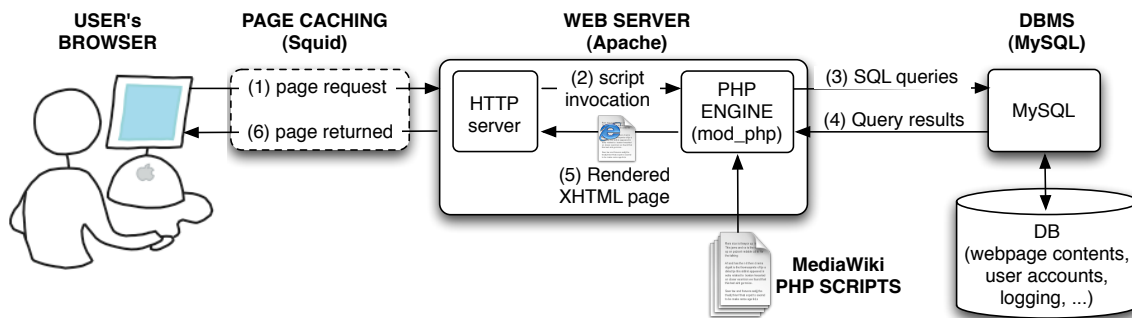 USER's
BROWSER
PAGE CACHING
(Squid)
WEB SERVER
(Apache)
DBMS
(MySQL)
(1) page request
(6) page returned
HTTP
server
(2) script
invocation
(5) Rendered
XHTML page
PHP
ENGINE
(mod_php)
(3) SQL queries
(4) Query results
MySQL
MediaWiki
PHP SCRIPTS
DB
(webpage contents,
user accounts,
logging, ...)